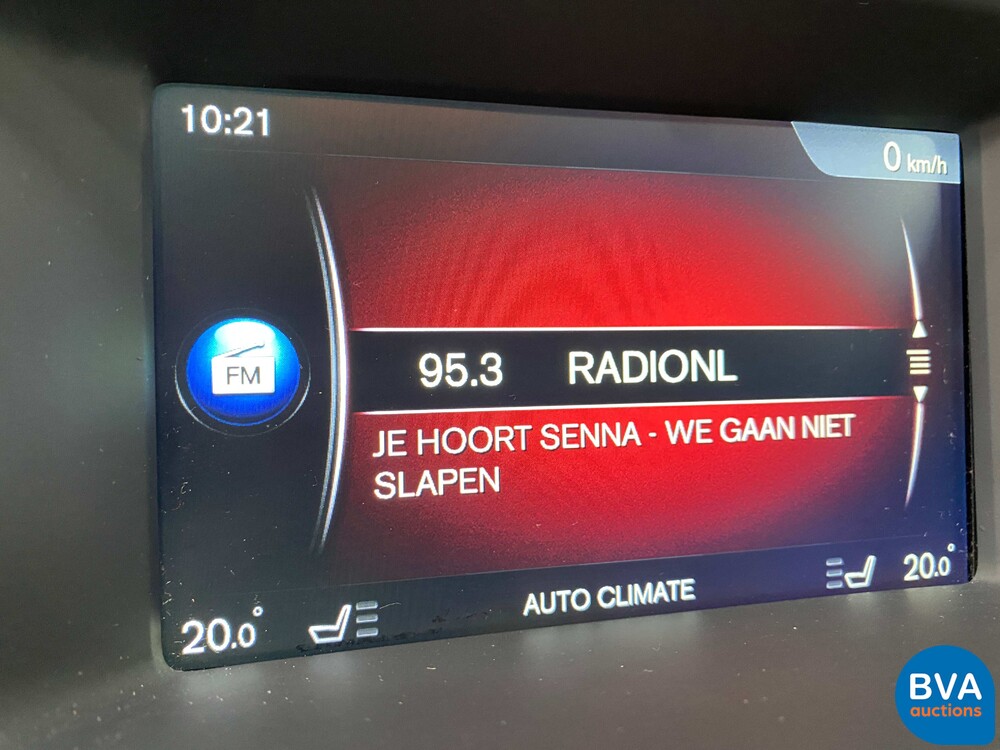 10:21
0 km/h
FM
95.3 RADIONL
JE HOORT SENNA - WE GAAN NIET
SLAPEN
20.0° AUTO CLIMATE 20.0°
BVA
auctions